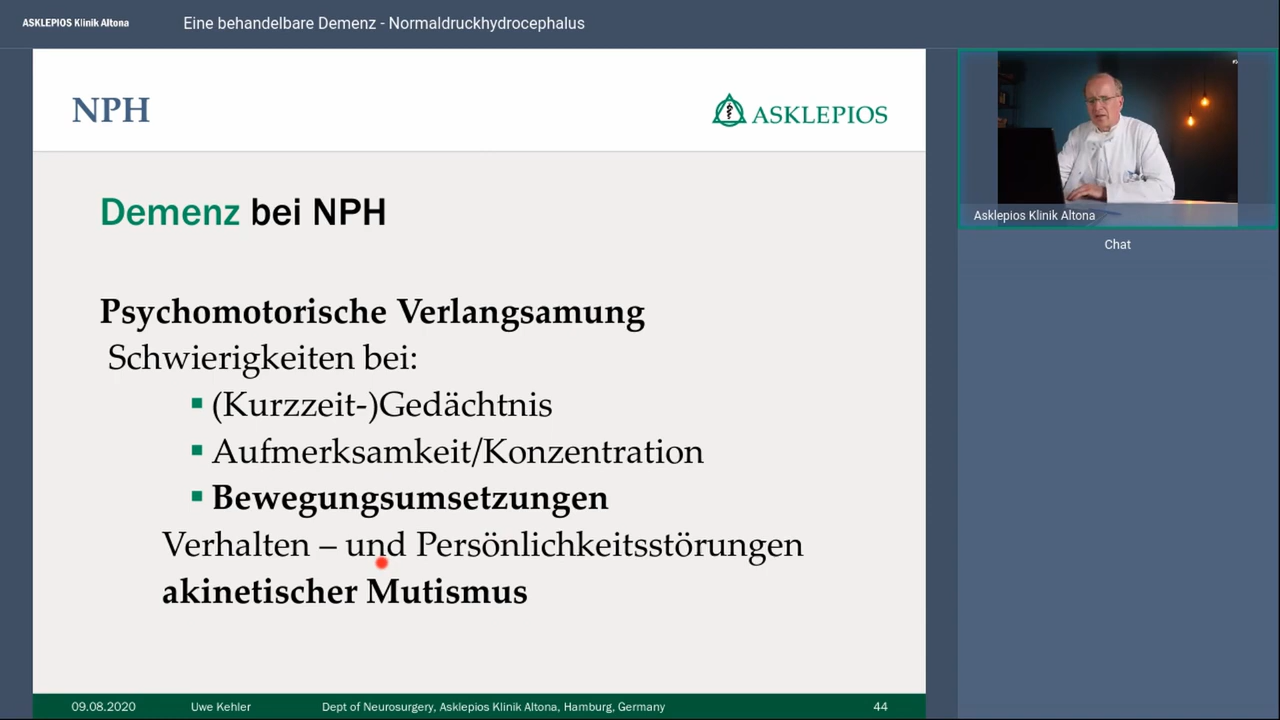 ASKLEPIOS Klinik Altona
Eine behandelbare Demenz - Normaldruckhydrocephalus
NPH
ASKLEPIOS
Demenz bei NPH
Psychomotorische Verlangsamung
Schwierigkeiten bei:
(Kurzzeit-)Gedächtnis
Aufmerksamkeit/Konzentration
Bewegungsumsetzungen
Verhalten – und Persönlichkeitsstörungen
akinetischer Mutismus
09.08.2020 Uwe Kehler Dept of Neurosurgery, Asklepios Klinik Altona, Hamburg, Germany 44
Asklepios Klinik Altona
Chat